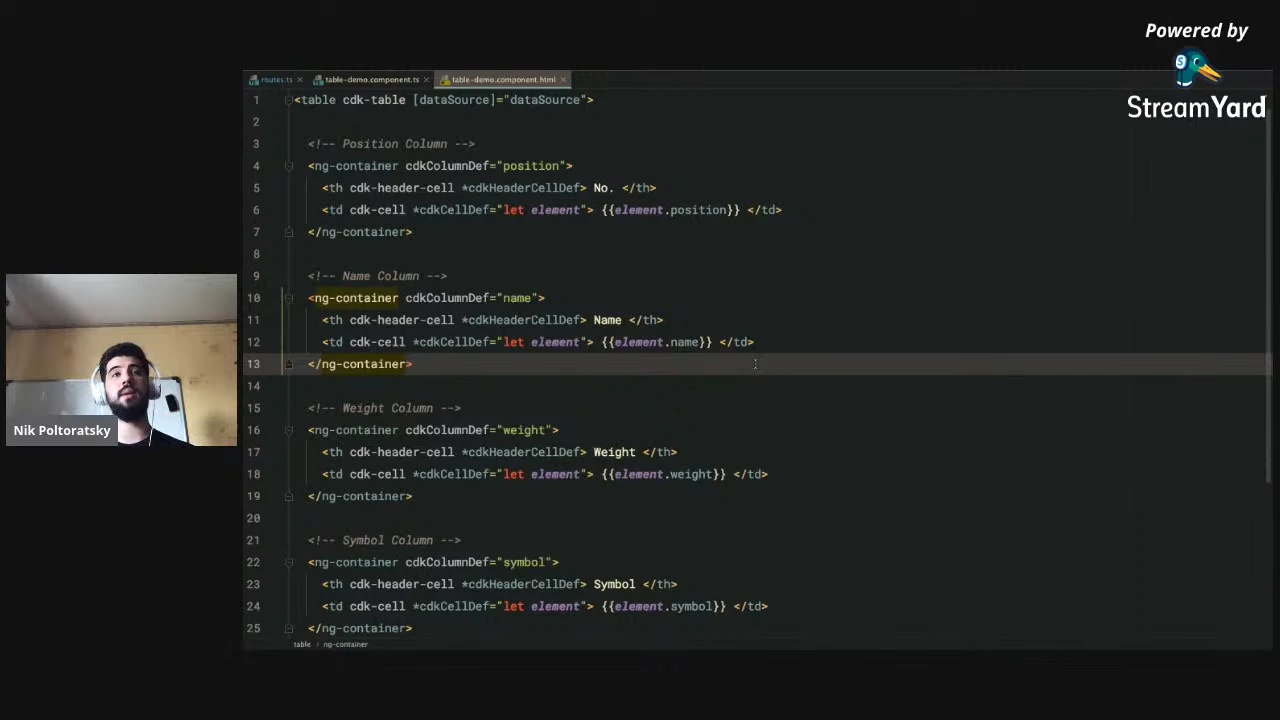 Powered by
StreamYard
routes.ts
table-demo.component.ts
table-demo.component.html
1 <table cdk-table [dataSource]="dataSource">
2
3 <!-- Position Column -->
4 <ng-container cdkColumnDef="position">
5 <th cdk-header-cell *cdkHeaderCellDef> No. </th>
6 <td cdk-cell *cdkCellDef="let element"> {{element.position}} </td>
7 </ng-container>
8
9 <!-- Name Column -->
10 <ng-container cdkColumnDef="name">
11 <th cdk-header-cell *cdkHeaderCellDef> Name </th>
12 <td cdk-cell *cdkCellDef="let element"> {{element.name}} </td>
13 </ng-container>
14
15 <!-- Weight Column -->
16 <ng-container cdkColumnDef="weight">
17 <th cdk-header-cell *cdkHeaderCellDef> Weight </th>
18 <td cdk-cell *cdkCellDef="let element"> {{element.weight}} </td>
19 </ng-container>
20
21 <!-- Symbol Column -->
22 <ng-container cdkColumnDef="symbol">
23 <th cdk-header-cell *cdkHeaderCellDef> Symbol </th>
24 <td cdk-cell *cdkCellDef="let element"> {{element.symbol}} </td>
25 </ng-container>
table › ng-container
Nik Poltoratsky